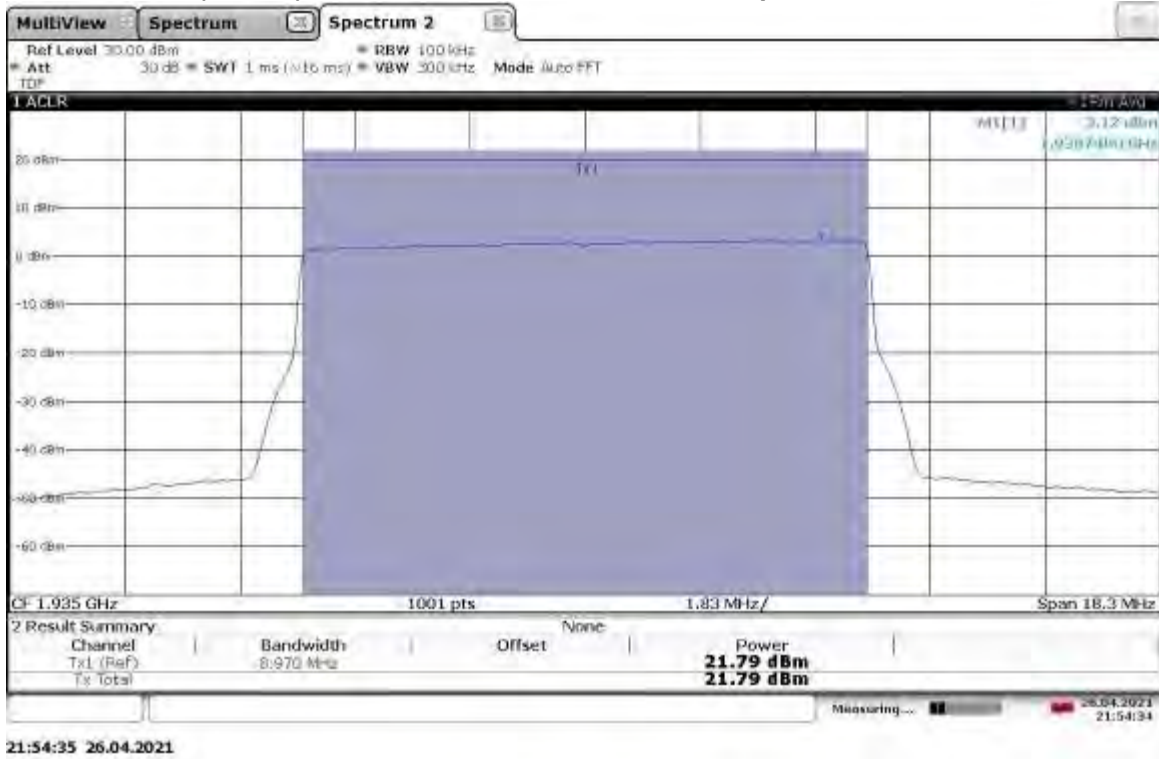 MultiView Spectrum Spectrum 2
Ref Level 30.00 dBm RBW 100 kHz
Att 30 dB SWT 1 ms (~16 ms) VBW 300 kHz Mode Auto FFT
TDF
1 ACLR
M1[1] 3.12 dBm
Tx1
10 dBm
0 dBm
-10 dBm
-20 dBm
-30 dBm
-40 dBm
-60 dBm
CF 1.935 GHz 1001 pts 1.83 MHz/ Span 18.3 MHz
2 Result Summary None
Channel Bandwidth Offset Power
Tx1 (Ref) 8.970 MHz 21.79 dBm
Tx Total 21.79 dBm
Measuring... 26.04.2021
21:54:34
21:54:35 26.04.2021